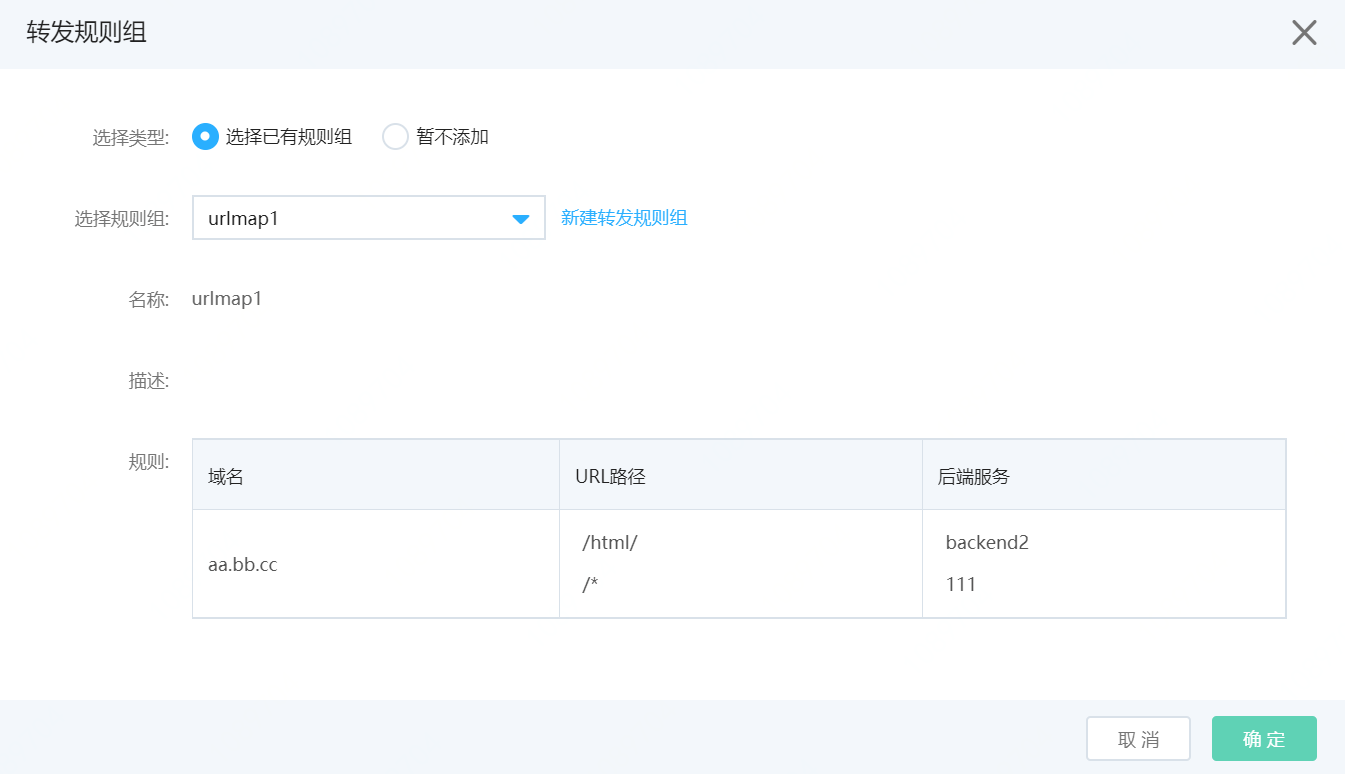 转发规则组
选择类型: 选择已有规则组 暂不添加
选择规则组: urlmap1 新建转发规则组
名称: urlmap1
描述:
规则:
域名 URL路径 后端服务
aa.bb.cc
/html/ backend2
/* 111
取消 确定